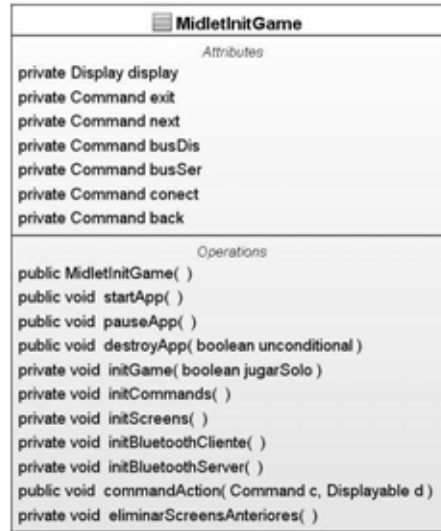 MidletInitGame
Attributes
private Display display
private Command exit
private Command next
private Command busDis
private Command busSer
private Command conect
private Command back
Operations
public MidletInitGame( )
public void startApp( )
public void pauseApp( )
public void destroyApp( boolean unconditional )
private void initGame( boolean jugarSolo )
private void initCommands( )
private void initScreens( )
private void initBluetoothCliente( )
private void initBluetoothServer( )
public void commandAction( Command c, Displayable d )
private void eliminarScreensAnteriores( )